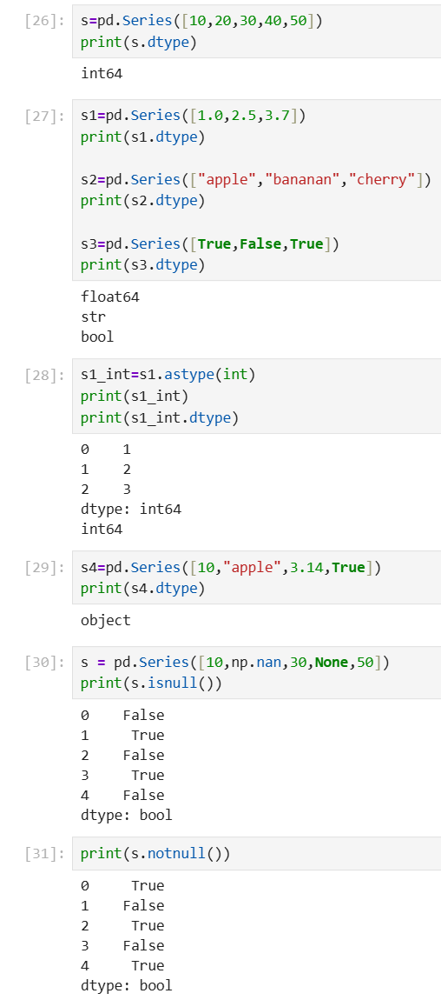 [26]: s=pd.Series([10,20,30,40,50])
print(s.dtype)
int64
[27]: s1=pd.Series([1.0,2.5,3.7])
print(s1.dtype)
s2=pd.Series(["apple","bananan","cherry"])
print(s2.dtype)
s3=pd.Series([True,False,True])
print(s3.dtype)
float64
str
bool
[28]: s1_int=s1.astype(int)
print(s1_int)
print(s1_int.dtype)
0    1
1    2
2    3
dtype: int64
int64
[29]: s4=pd.Series([10,"apple",3.14,True])
print(s4.dtype)
object
[30]: s = pd.Series([10,np.nan,30,None,50])
print(s.isnull())
0    False
1     True
2    False
3     True
4    False
dtype: bool
[31]: print(s.notnull())
0     True
1    False
2     True
3    False
4     True
dtype: bool